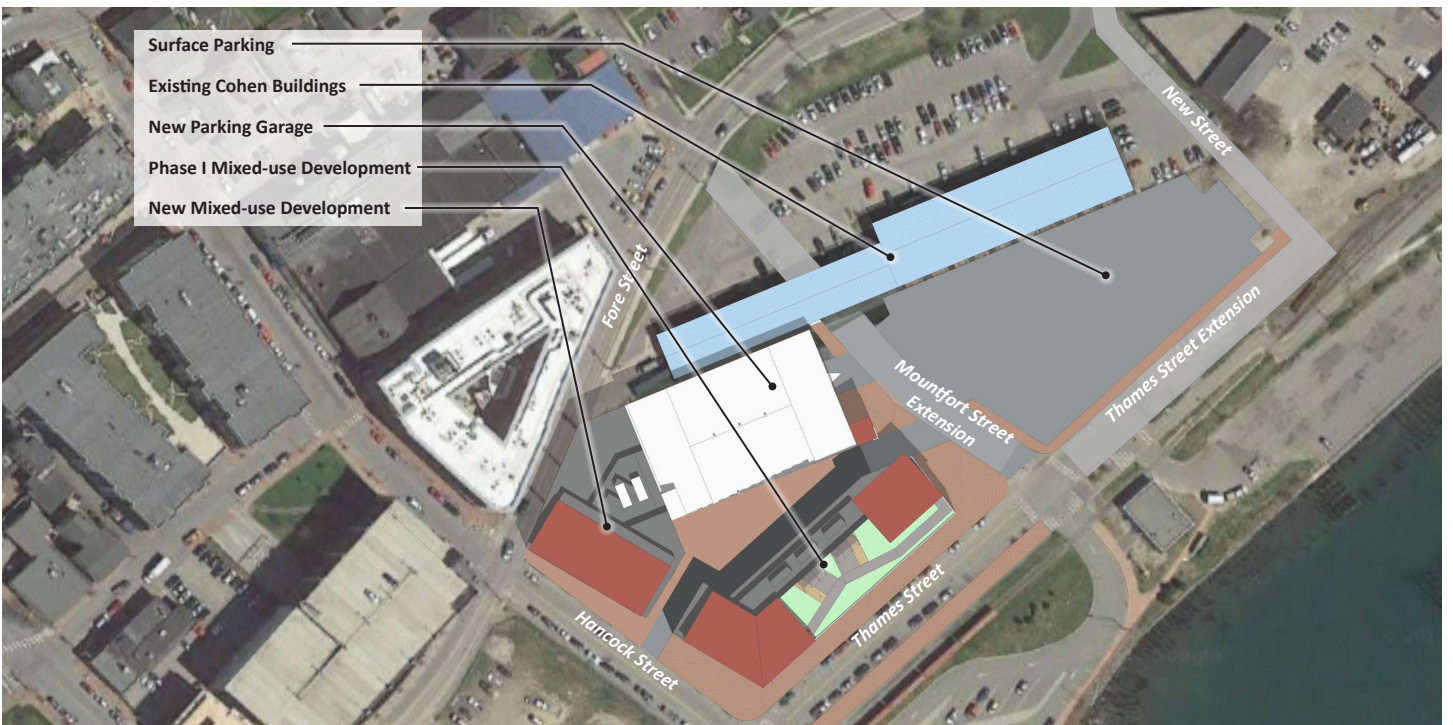 Surface Parking
Existing Cohen Buildings
New Parking Garage
Phase I Mixed-use Development
New Mixed-use Development
New Street
Fore Street
Mountfort Street
Extension
Thames Street Extension
Thames Street
Hancock Street